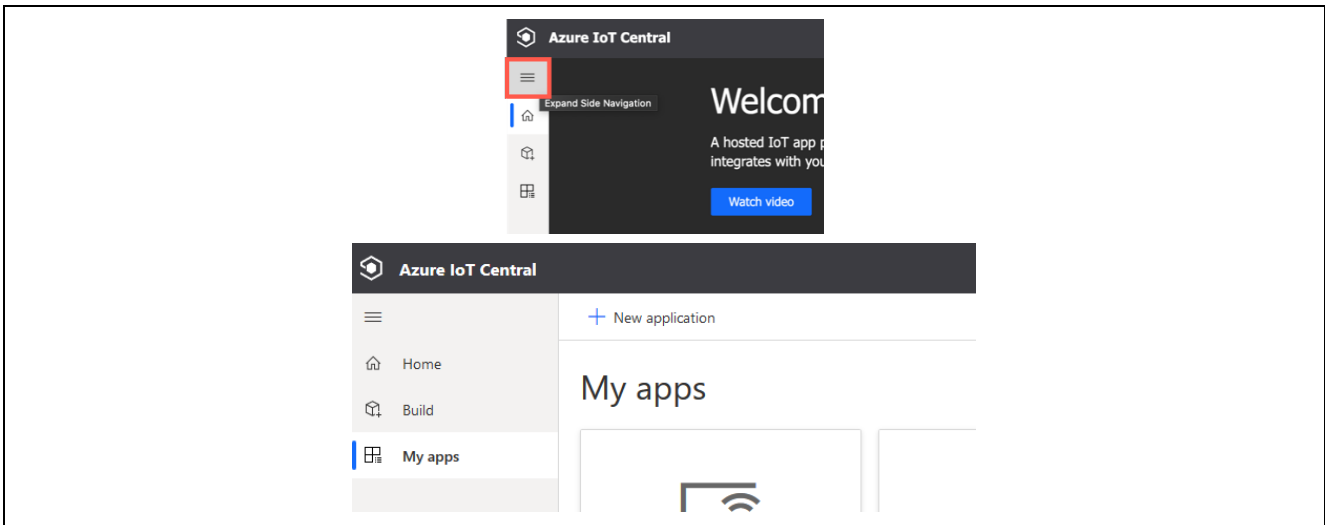 Azure IoT Central
Expand Side Navigation
Welcom
A hosted IoT app p
integrates with you
Watch video
Azure IoT Central
New application
Home
My apps
Build
My apps